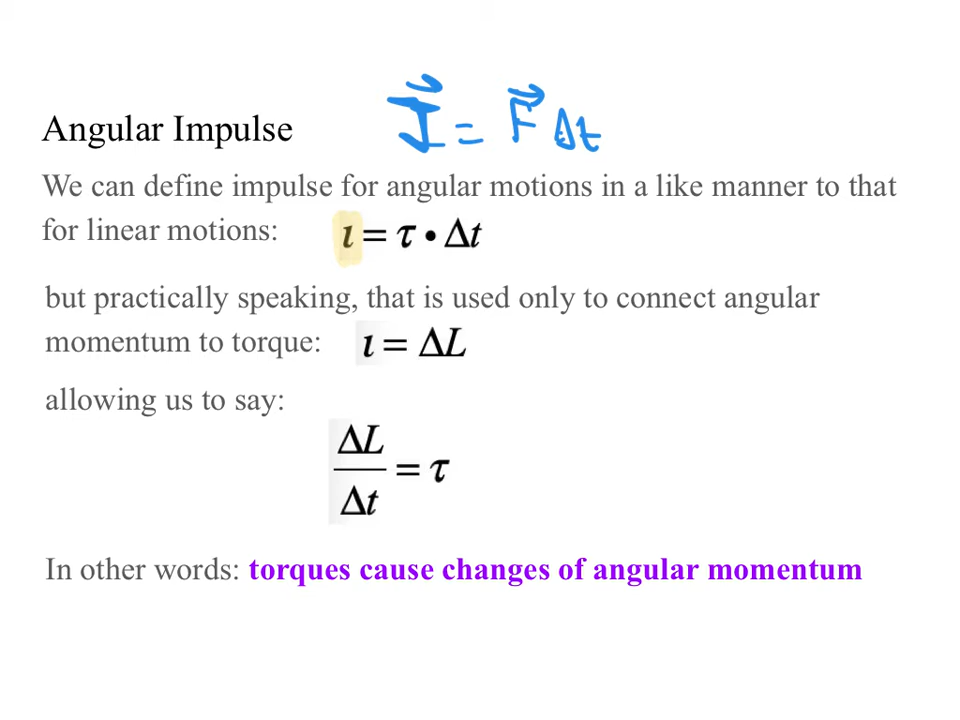 Angular Impulse I⃗ = F⃗ Δt
We can define impulse for angular motions in a like manner to that
for linear motions: ι = τ • Δt
but practically speaking, that is used only to connect angular
momentum to torque: ι = ΔL
allowing us to say:
ΔL
Δt = τ
In other words: torques cause changes of angular momentum